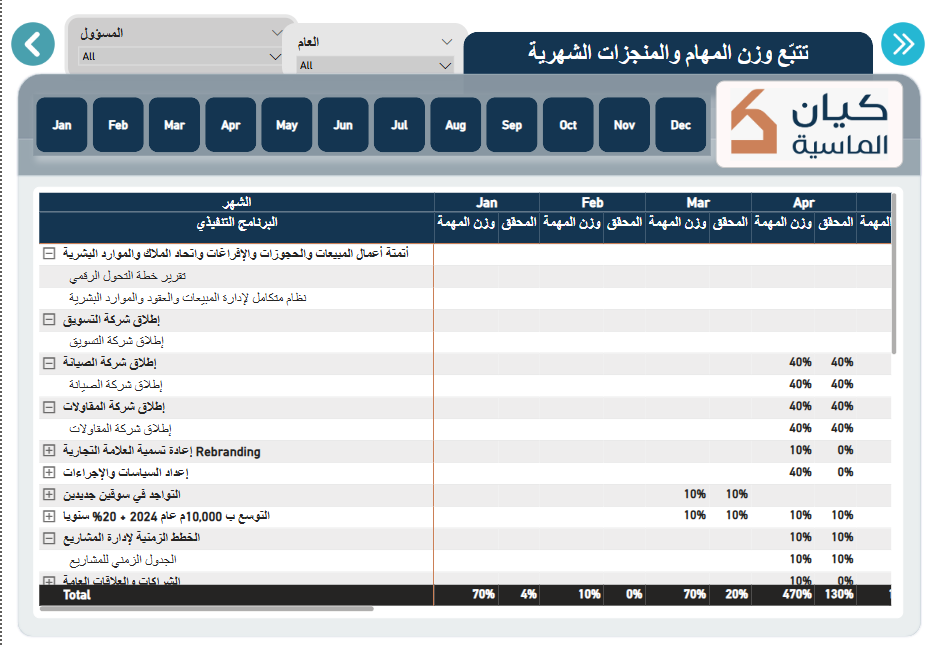 المسؤول
All
العام
All
تتبّع وزن المهام والمنجزات الشهرية
Jan Feb Mar Apr May Jun Jul Aug Sep Oct Nov Dec
كيان
الماسية
الشهر Jan Feb Mar Apr
البرنامج التنفيذي وزن المهمة المحقق وزن المهمة المحقق وزن المهمة المحقق وزن المهمة المحقق المهمة
أتمتة أعمال المبيعات والحجوزات والإفراغات واتحاد الملاك والموارد البشرية
تقرير خطة التحول الرقمي
نظام متكامل لإدارة المبيعات والعقود والموارد البشرية
إطلاق شركة التسويق
إطلاق شركة التسويق
إطلاق شركة الصيانة 40% 40%
إطلاق شركة الصيانة 40% 40%
إطلاق شركة المقاولات 40% 40%
إطلاق شركة المقاولات 40% 40%
إعادة تسمية العلامة التجارية Rebranding 10% 0%
إعداد السياسات والإجراءات 40% 0%
التواجد في سوقين جديدين 10% 10%
التوسع ب 10,000م عام 2024 + 20% سنويا 10% 10% 10% 10%
الخطط الزمنية لإدارة المشاريع 10% 10%
الجدول الزمني للمشاريع 10% 10%
الشراكات والعلاقات العامة 10% 0%
Total 70% 4% 10% 0% 70% 20% 470% 130%